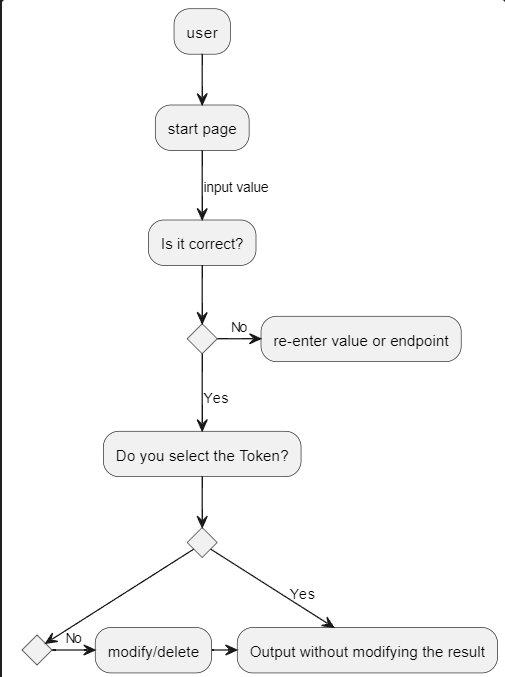 user
start page
input value
Is it correct?
No
re-enter value or endpoint
Yes
Do you select the Token?
Yes
No
modify/delete
Output without modifying the result